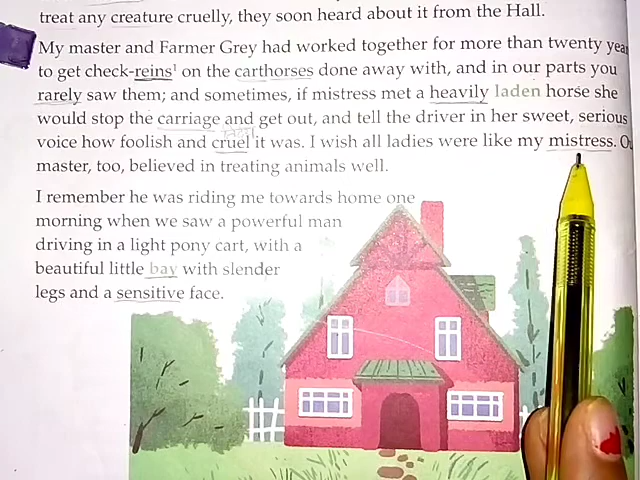 treat any creature cruelly, they soon heard about it from the Hall.
My master and Farmer Grey had worked together for more than twenty
to get check-reins¹ on the carthorses done away with, and in our parts you
rarely saw them; and sometimes, if mistress met a heavily laden horse she
would stop the carriage and get out, and tell the driver in her sweet, serious
voice how foolish and cruel it was. I wish all ladies were like my mistress.
master, too, believed in treating animals well.
I remember he was riding me towards home one
morning when we saw a powerful man
driving in a light pony cart, with a
beautiful little bay with slender
legs and a sensitive face.